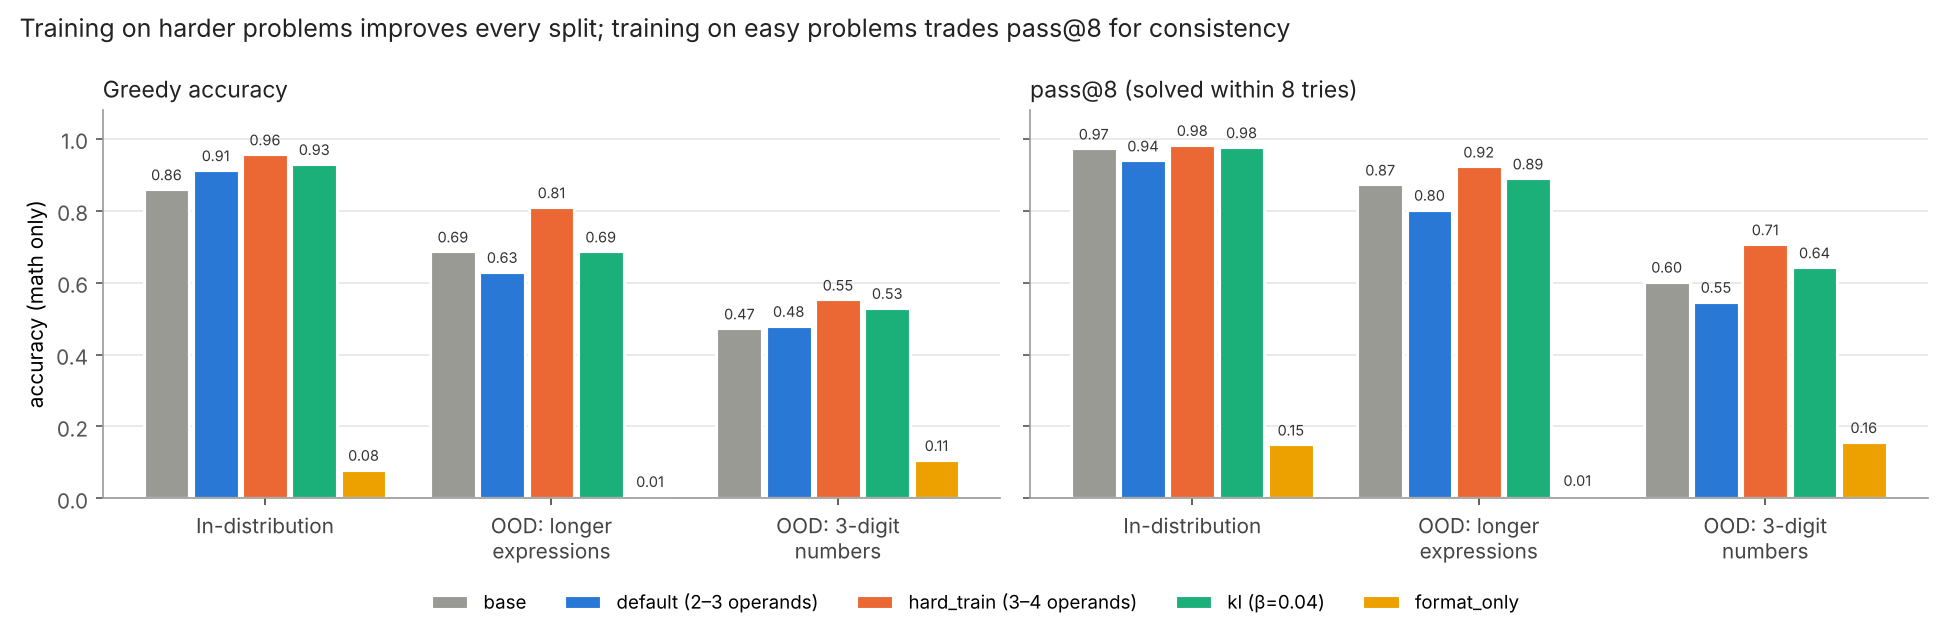 Training on harder problems improves every split; training on easy problems trades pass@8 for consistency
Greedy accuracy
accuracy (math only)
1.0
0.8
0.6
0.4
0.2
0.0
0.86
0.91
0.96
0.93
0.08
0.69
0.63
0.81
0.69
0.01
0.47
0.48
0.55
0.53
0.11
In-distribution
OOD: longer
expressions
OOD: 3-digit
numbers
pass@8 (solved within 8 tries)
0.97
0.94
0.98
0.98
0.15
0.87
0.80
0.92
0.89
0.01
0.60
0.55
0.71
0.64
0.16
In-distribution
OOD: longer
expressions
OOD: 3-digit
numbers
base
default (2–3 operands)
hard_train (3–4 operands)
kl (β=0.04)
format_only